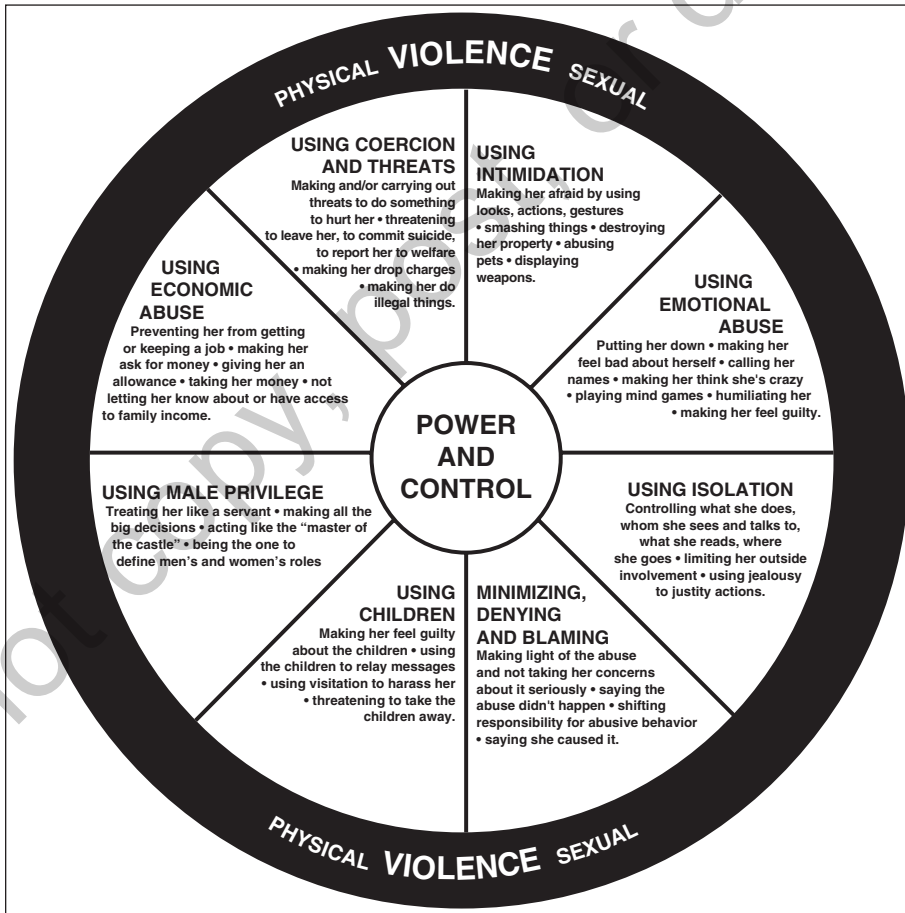 PHYSICAL VIOLENCE SEXUAL
USING COERCION
AND THREATS
Making and/or carrying out
threats to do something
to hurt her • threatening
to leave her, to commit suicide,
to report her to welfare
• making her drop charges
• making her do
illegal things.
USING
INTIMIDATION
Making her afraid by using
looks, actions, gestures
• smashing things • destroying
her property • abusing
pets • displaying
weapons.
USING
EMOTIONAL
ABUSE
Putting her down • making her
feel bad about herself • calling her
names • making her think she's crazy
• playing mind games • humiliating her
• making her feel guilty.
USING ISOLATION
Controlling what she does,
whom she sees and talks to,
what she reads, where
she goes • limiting her outside
involvement • using jealousy
to justity actions.
MINIMIZING,
DENYING
AND BLAMING
Making light of the abuse
and not taking her concerns
about it seriously • saying the
abuse didn't happen • shifting
responsibility for abusive behavior
• saying she caused it.
USING
CHILDREN
Making her feel guilty
about the children • using
the children to relay messages
• using visitation to harass her
• threatening to take the
children away.
USING MALE PRIVILEGE
Treating her like a servant • making all the
big decisions • acting like the “master of
the castle” • being the one to
define men's and women's roles
USING
ECONOMIC
ABUSE
Preventing her from getting
or keeping a job • making her
ask for money • giving her an
allowance • taking her money • not
letting her know about or have access
to family income.
POWER
AND
CONTROL
PHYSICAL VIOLENCE SEXUAL
not copy, post, or